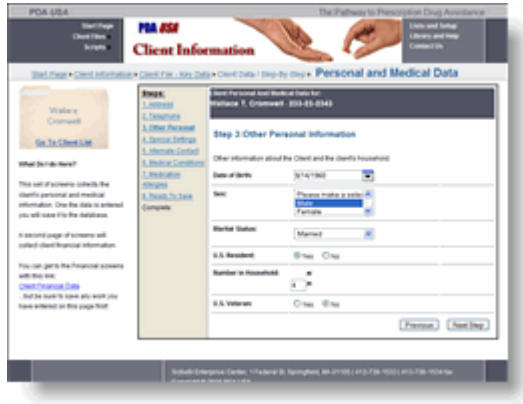 PDA USA
The Pathway to Prescription Drug Assistance
Start Page
Client Files
Scripts
PDA USA
Client Information
Lists and Setup
Library and Help
Contact Us
Start Page ▸ Client Information ▸ Client File - Key Data ▸ Client Data / Step By Step ▸ Personal and Medical Data
Wallace
Cromwell
Go To Client List
What Do I do Here?
This set of screens collects the
client's personal and medical
information. One the data is entered
you will save it to the database.
A second page of screens will
collect client financial information.
You can get to the Financial screens
with this link:
Client Financial Data
...but be sure to save any work you
have entered on this page first!
Steps:
1. Address
2. Telephone
3. Other Personal
4. Special Settings
5. Alternate Contact
6. Medical Conditions
7. Medication
Allergies
8. Ready To Save
Complete
Client Personal and Medical Data for:
Wallace T. Cromwell
Step 3:Other Personal Information
Other information about the Client and the client's household.
Date of Birth:
Sex:
Please make a selec
Male
Female
Marital Status:
Married
U.S. Resident:
Yes No
Number in Household:
U.S. Veteran:
Yes No
Previous
Next Step